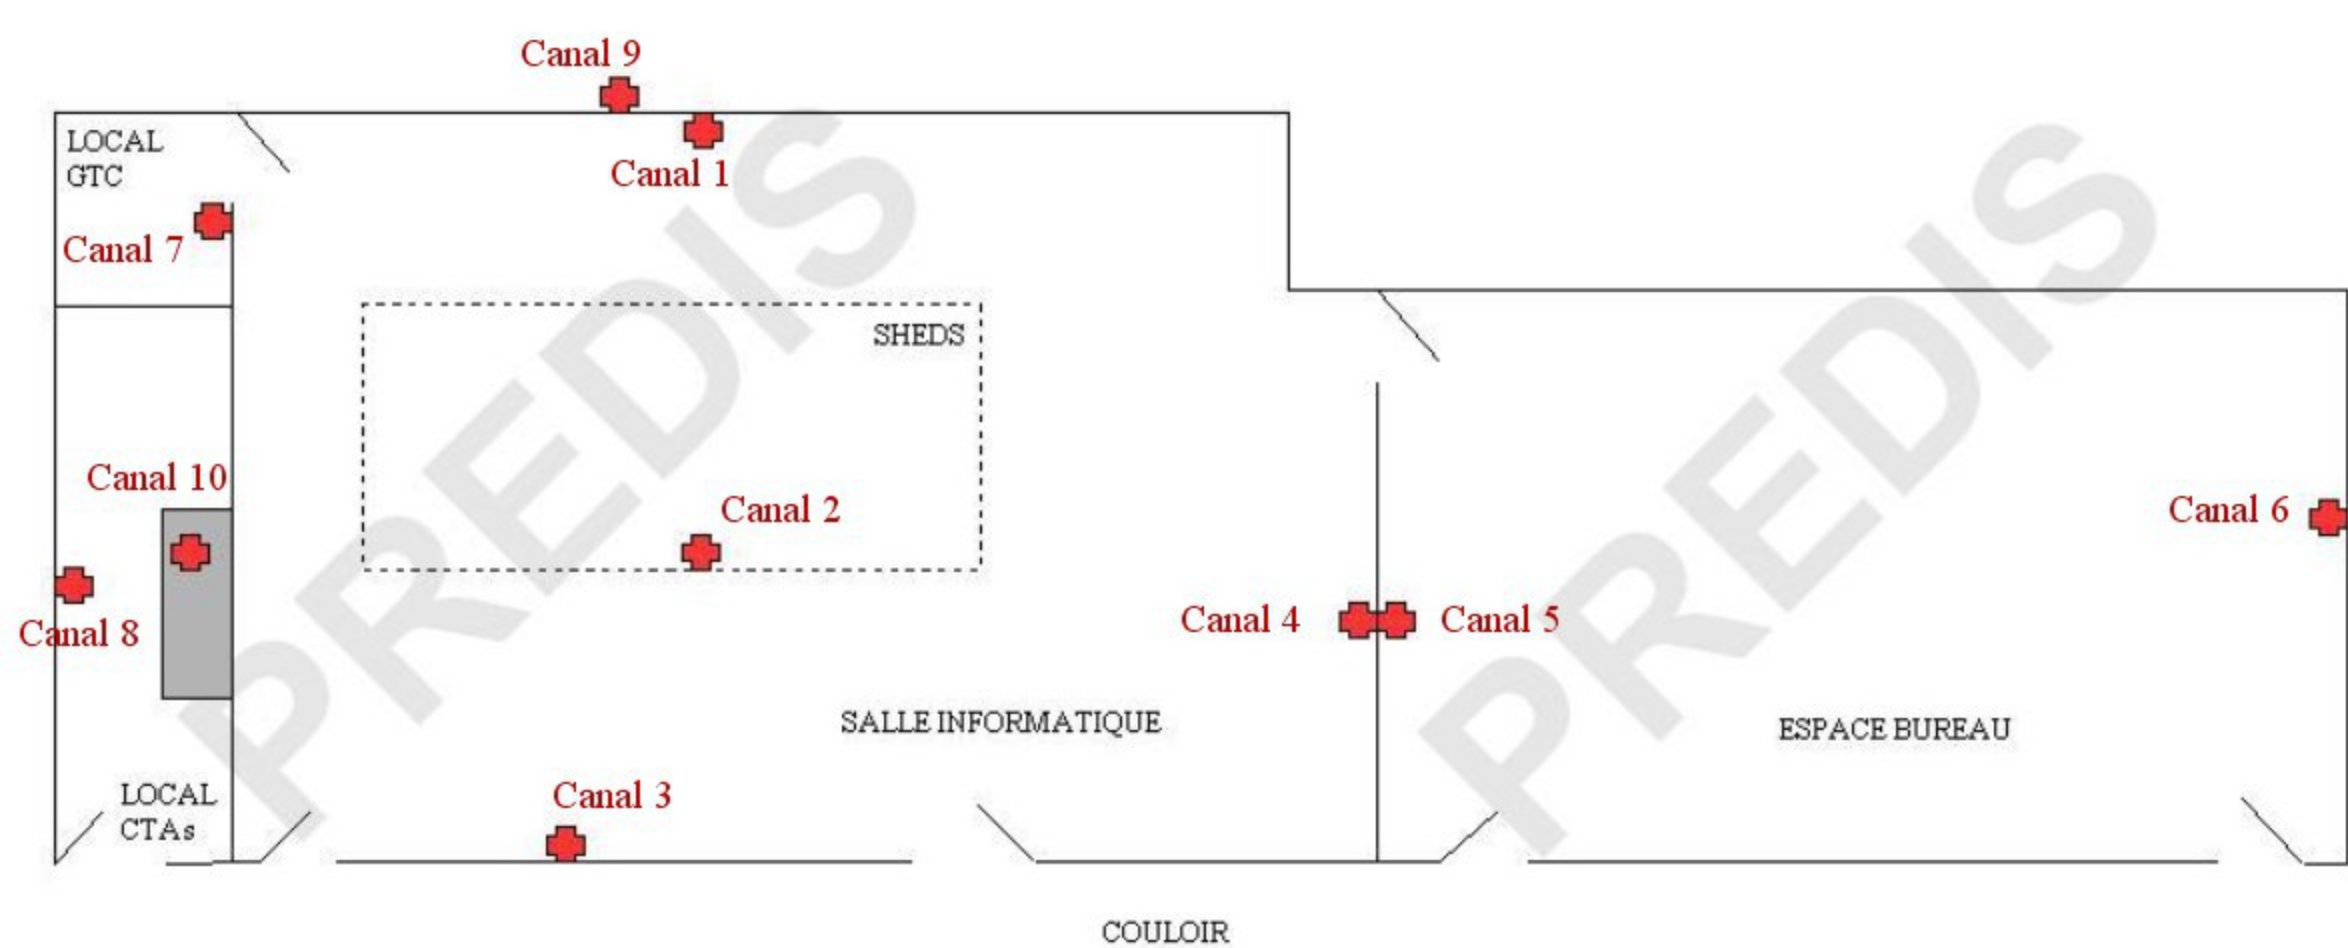 Canal 9
LOCAL
GTC
Canal 1
Canal 7
SHEDS
Canal 10
Canal 2
Canal 6
Canal 8
Canal 4
Canal 5
SALLE INFORMATIQUE
ESPACE BUREAU
LOCAL
CTAs
Canal 3
COULOIR
PREDIS
PREDIS